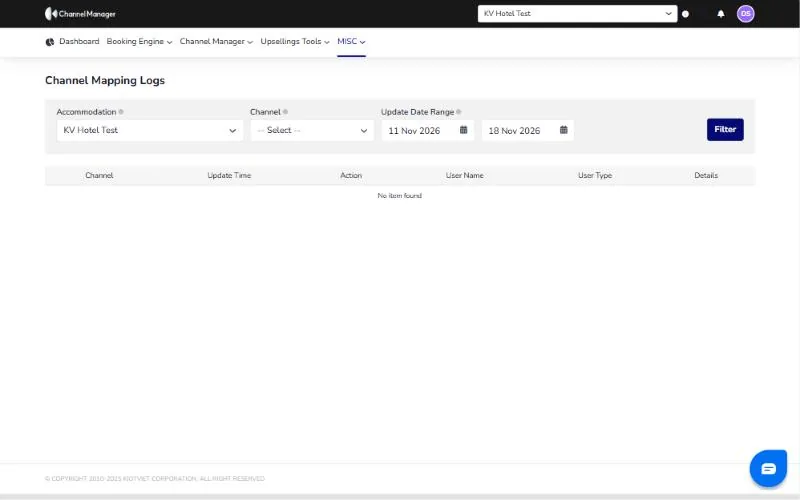 ChannelManager
KV Hotel Test
DS
Dashboard Booking Engine Channel Manager Upsellings Tools MISC
Channel Mapping Logs
Accommodation Channel Update Date Range
KV Hotel Test -- Select -- 11 Nov 2026 18 Nov 2026 Filter
Channel Update Time Action User Name User Type Details
No item found
© COPYRIGHT 2010-2025 KIOTVIET CORPORATION, ALL RIGHT RESERVED